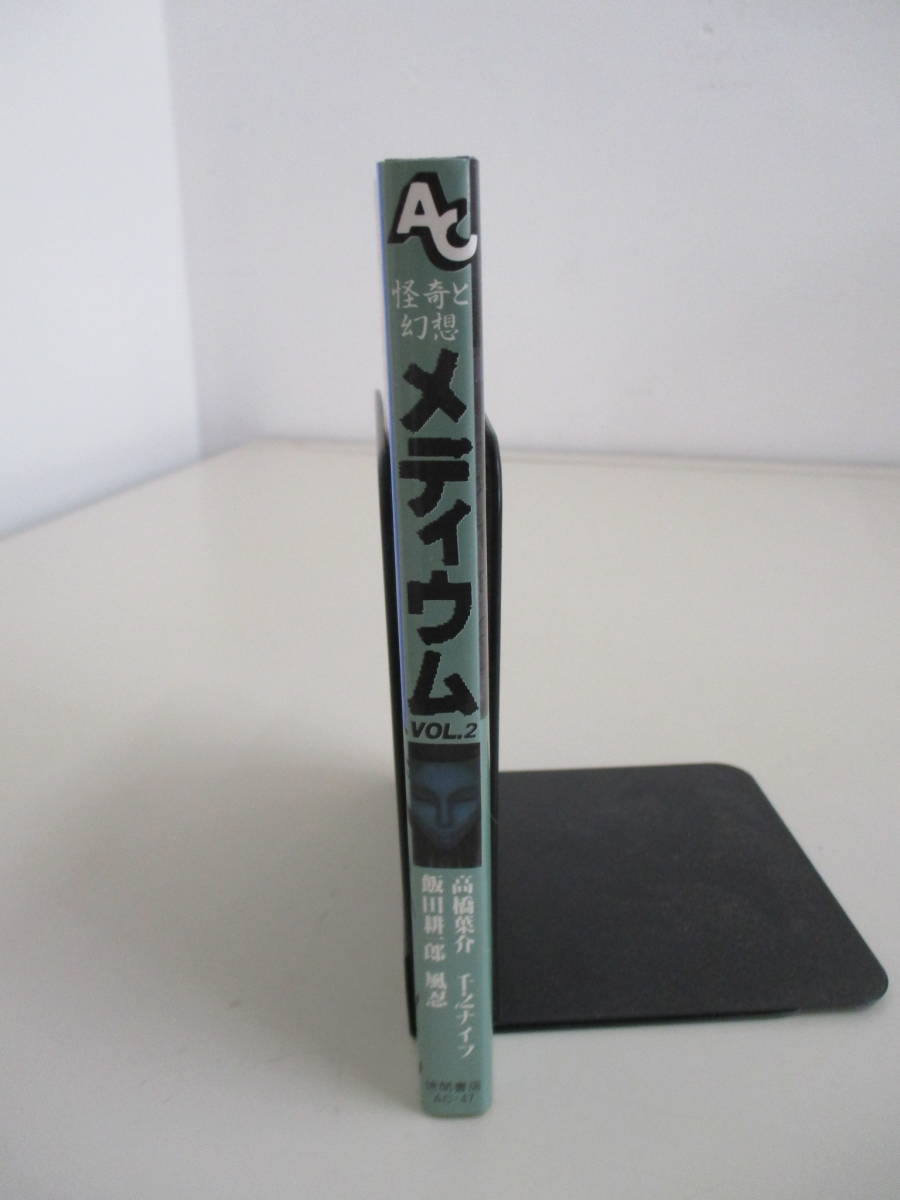 AC
怪奇と
幻想
メディウム
VOL.2
高橋葉介 千之ナイフ
飯田耕一郎 風忍
徳間書店
AC-47